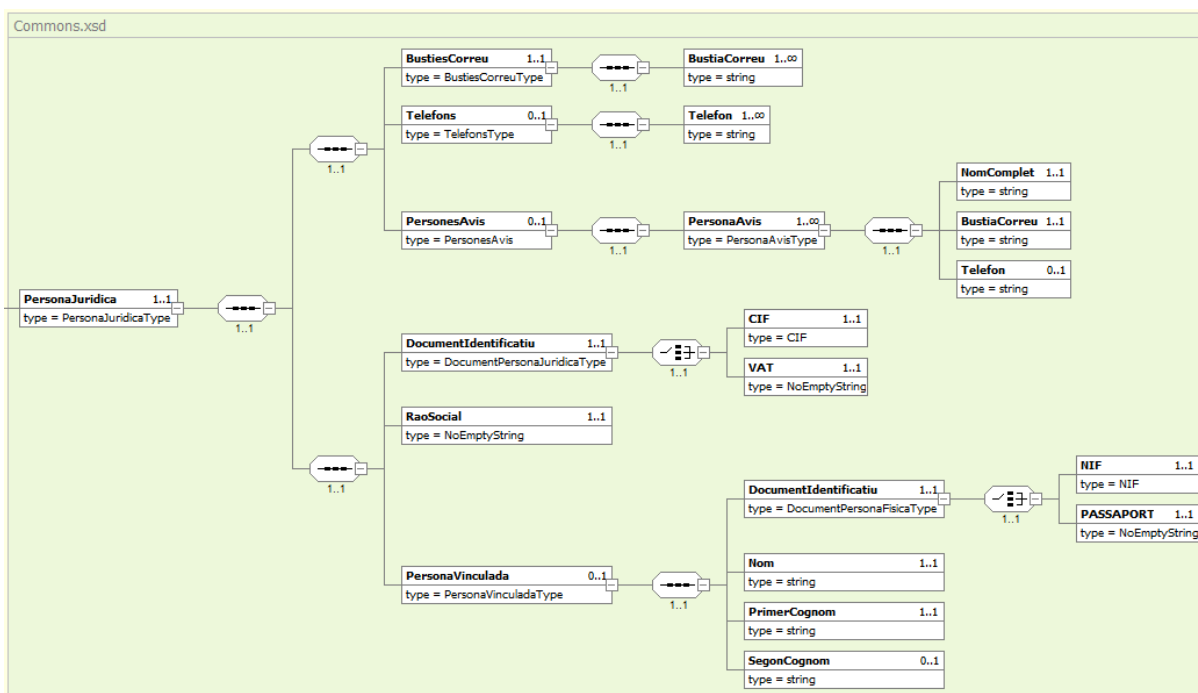 Commons.xsd
BustiesCorreu 1..1
type = BustiesCorreuType
1..1
BustiaCorreu 1..∞
type = string
Telefons 0..1
type = TelefonsType
1..1
Telefon 1..∞
type = string
1..1
NomComplet 1..1
type = string
PersonesAvis 0..1
type = PersonesAvis
1..1
PersonaAvis 1..∞
type = PersonaAvisType
1..1
BustiaCorreu 1..1
type = string
Telefon 0..1
type = string
PersonaJuridica 1..1
type = PersonaJuridicaType
1..1
DocumentIdentificatiu 1..1
type = DocumentPersonaJuridicaType
1..1
CIF 1..1
type = CIF
VAT 1..1
type = NoEmptyString
RaoSocial 1..1
type = NoEmptyString
1..1
DocumentIdentificatiu 1..1
type = DocumentPersonaFisicaType
1..1
NIF 1..1
type = NIF
PASSAPORT 1..1
type = NoEmptyString
PersonaVinculada 0..1
type = PersonaVinculadaType
1..1
Nom 1..1
type = string
PrimerCognom 1..1
type = string
SegonCognom 0..1
type = string